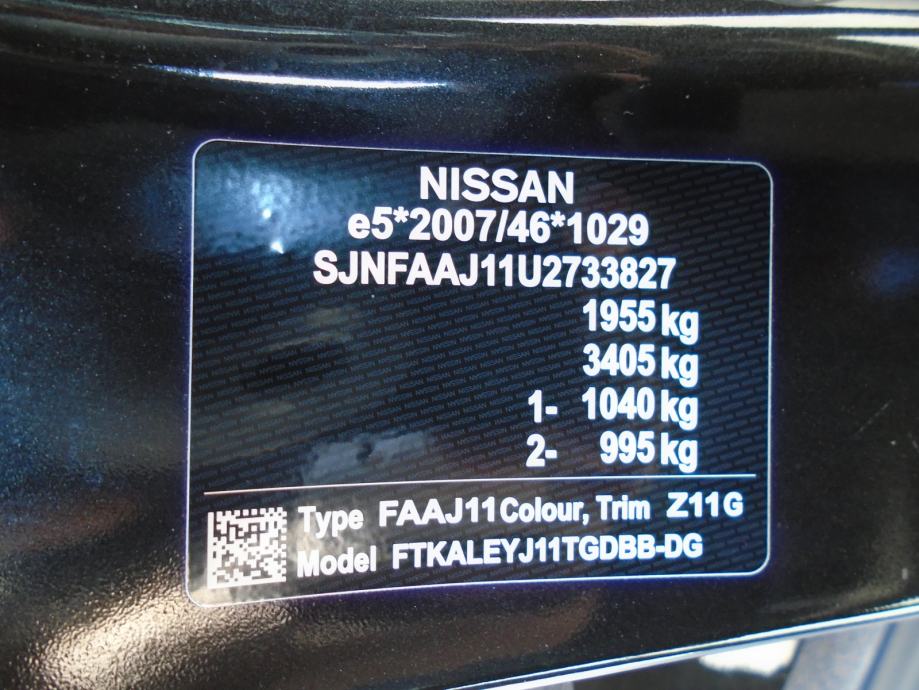 NISSAN
e5*2007/46*1029
SJNFAAJ11U2733827
1955 kg
3405 kg
1- 1040 kg
2- 995 kg
Type FAAJ11 Colour, Trim Z11G
Model FTKALEYJ11TGDBB-DG